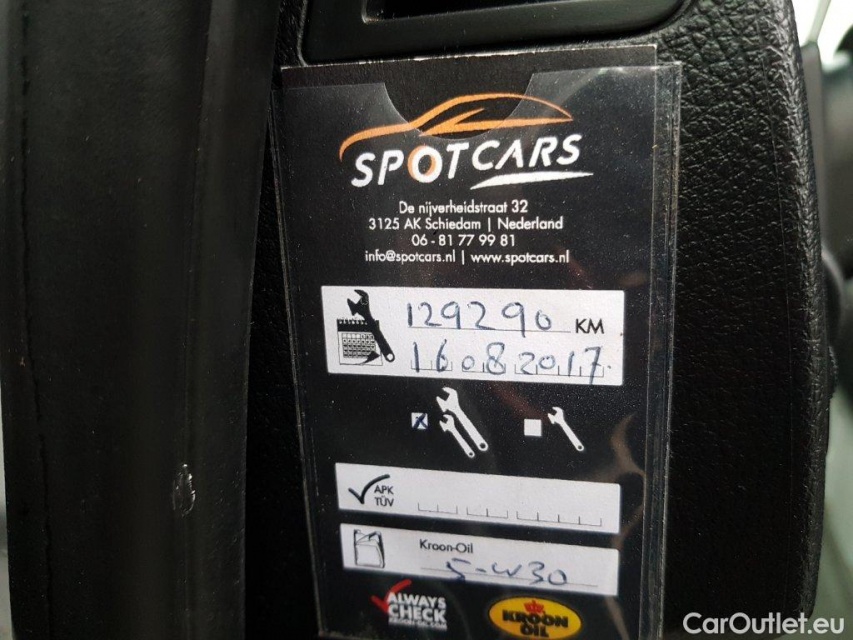 SPOTCARS
De nijverheidstraat 32
3125 AK Schiedam | Nederland
06 - 81 77 99 81
info@spotcars.nl | www.spotcars.nl
129290 KM
16 08 2017
APK
TÜV
Kroon-Oil
5-W30
ALWAYS
CHECK
KROON
OIL
CarOutlet.eu